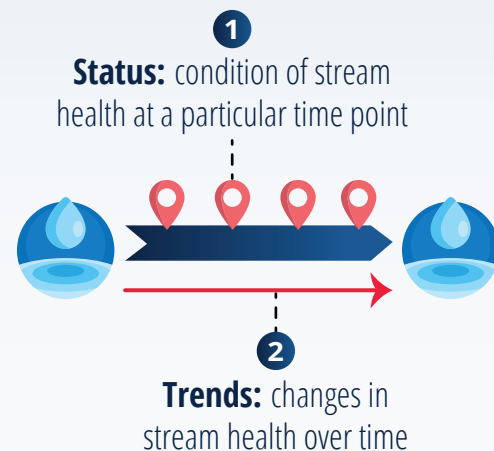 1
Status: condition of stream
health at a particular time point
2
Trends: changes in
stream health over time